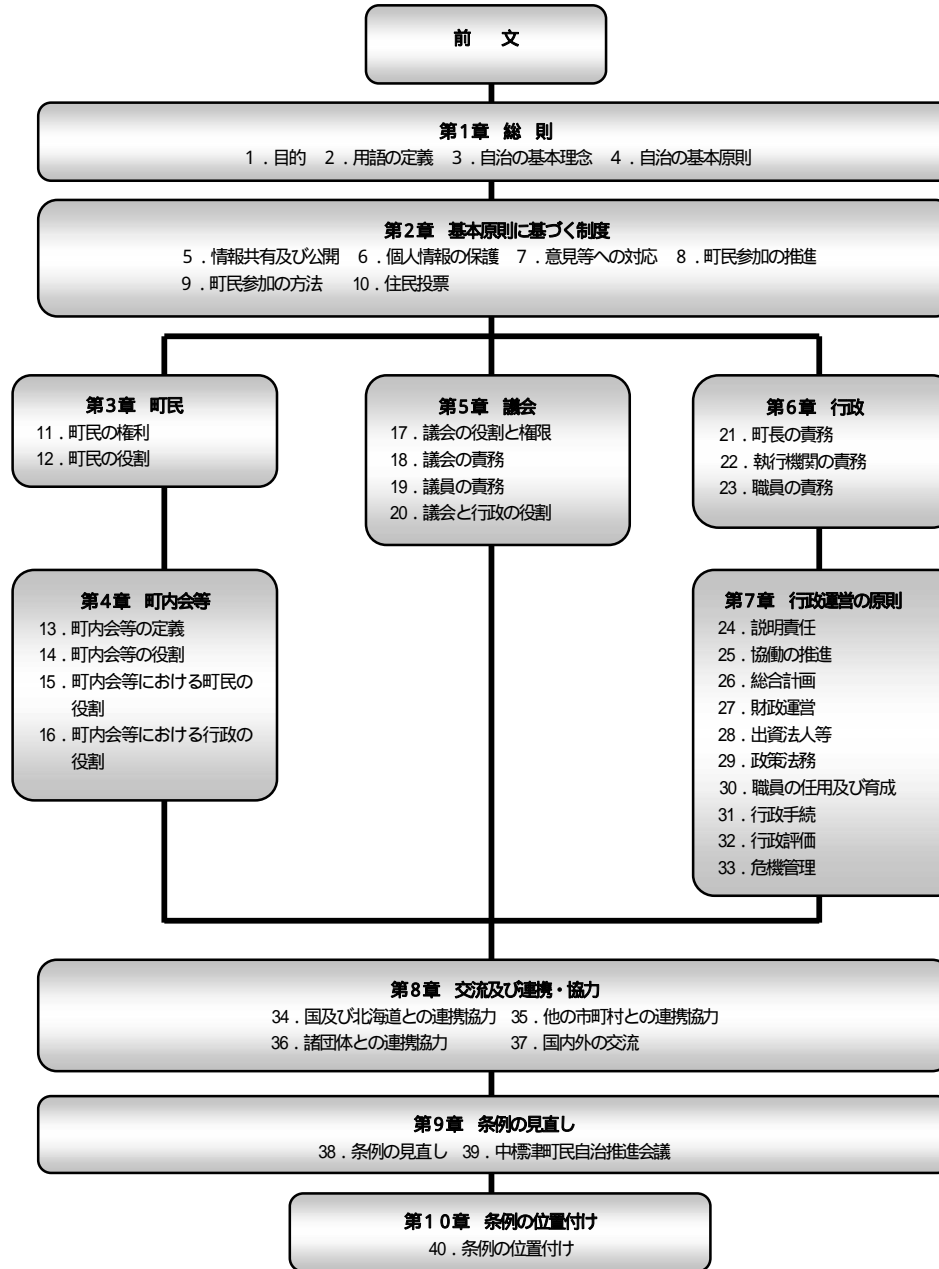 前　文
第1章　総　則
1．目的　2．用語の定義　3．自治の基本理念　4．自治の基本原則
第2章　基本原則に基づく制度
5．情報共有及び公開　6．個人情報の保護　7．意見等への対応　8．町民参加の推進
9．町民参加の方法　10．住民投票
第3章　町民
11．町民の権利
12．町民の役割
第5章　議会
17．議会の役割と権限
18．議会の責務
19．議員の責務
20．議会と行政の役割
第6章　行政
21．町長の責務
22．執行機関の責務
23．職員の責務
第4章　町内会等
13．町内会等の定義
14．町内会等の役割
15．町内会等における町民の
役割
16．町内会等における行政の
役割
第7章　行政運営の原則
24．説明責任
25．協働の推進
26．総合計画
27．財政運営
28．出資法人等
29．政策法務
30．職員の任用及び育成
31．行政手続
32．行政評価
33．危機管理
第8章　交流及び連携・協力
34．国及び北海道との連携協力　35．他の市町村との連携協力
36．諸団体との連携協力　37．国内外の交流
第9章　条例の見直し
38．条例の見直し　39．中標津町民自治推進会議
第10章　条例の位置付け
40．条例の位置付け